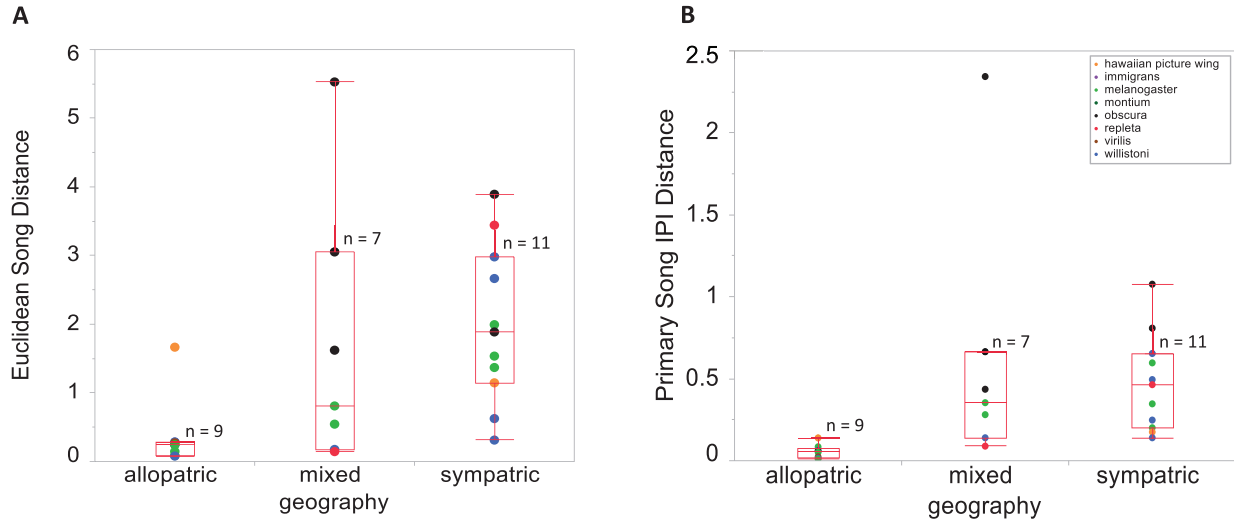 A
Euclidean Song Distance
6
5
4
3
2
1
0
n = 9
n = 7
n = 11
allopatric
mixed
sympatric
geography
B
Primary Song IPI Distance
2.5
2
1.5
1
0.5
0
hawaiian picture wing
immigrans
melanogaster
montium
obscura
repleta
virilis
willistoni
n = 9
n = 7
n = 11
allopatric
mixed
sympatric
geography